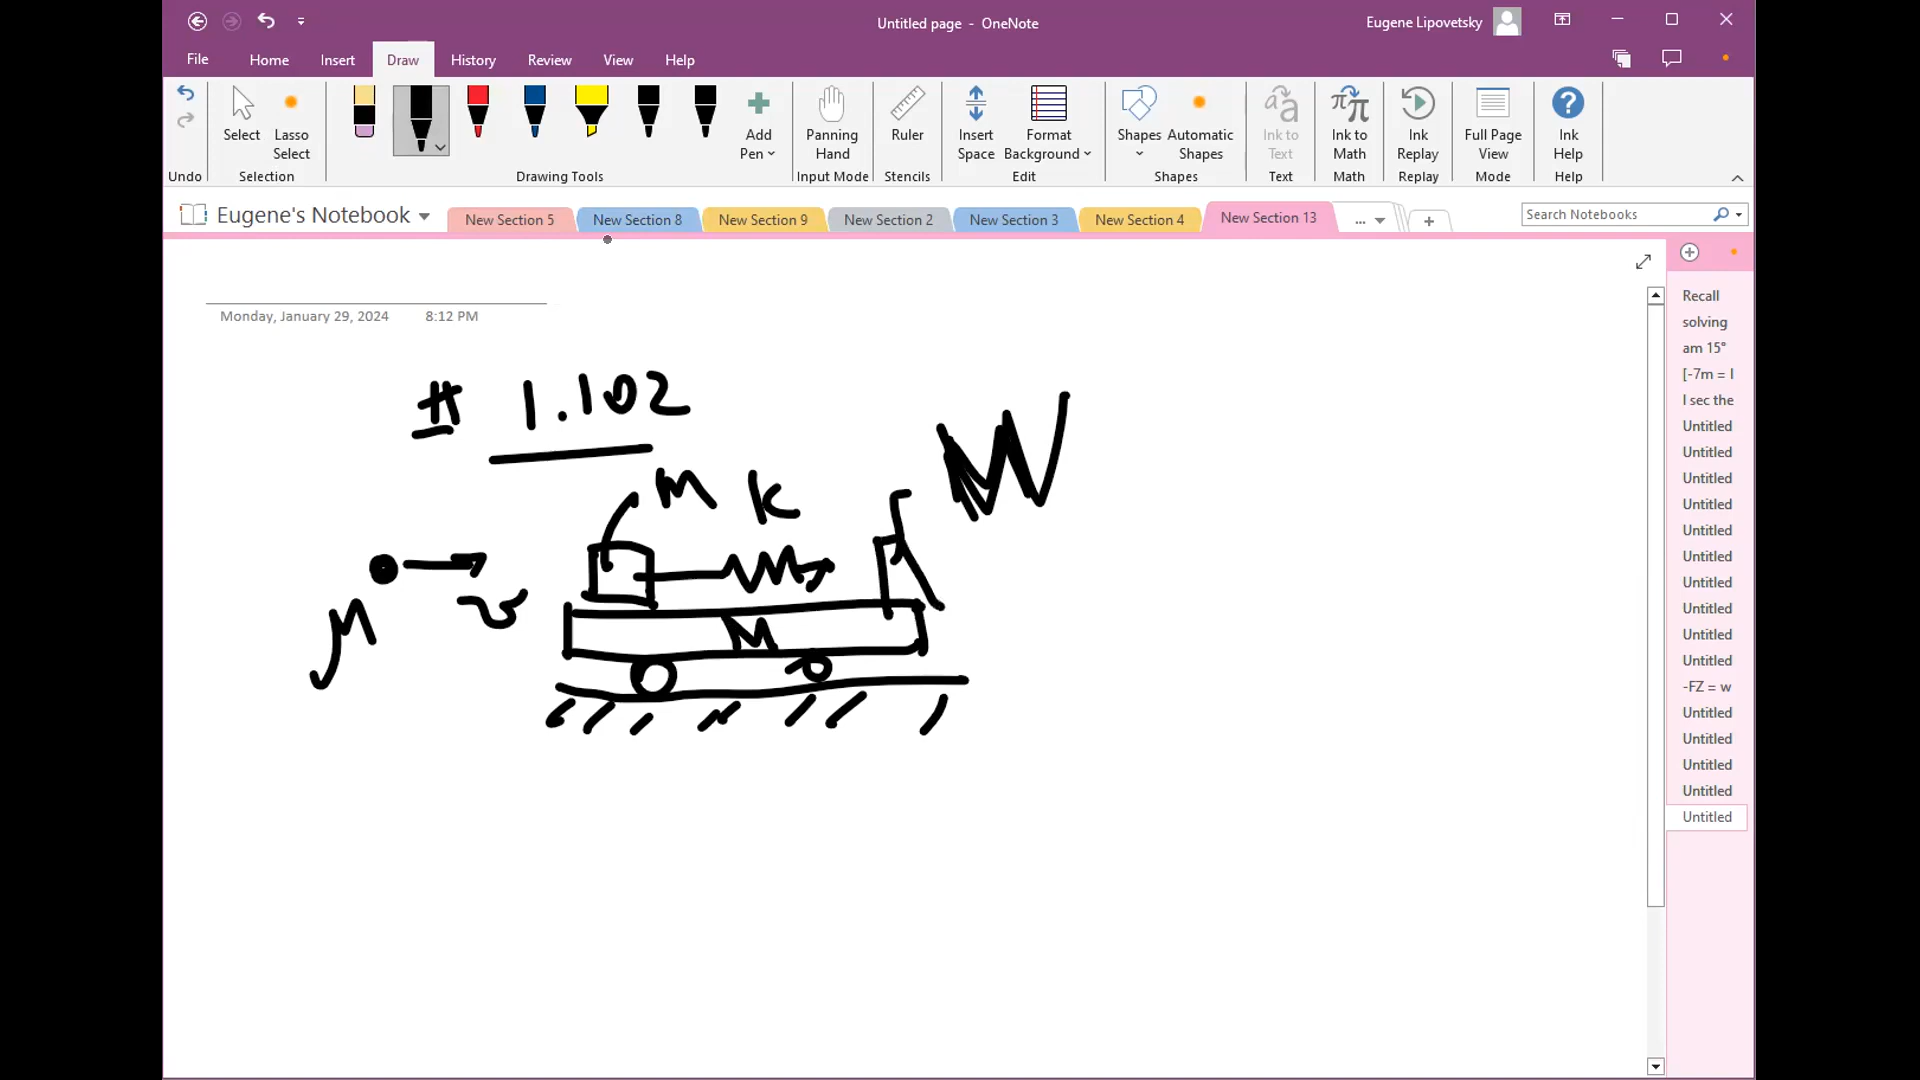 Untitled page - OneNote
Eugene Lipovetsky
File Home Insert Draw History Review View Help
Select
Lasso Select
Add Pen
Panning Hand
Ruler
Insert Space
Format Background
Shapes
Automatic Shapes
Ink to Text
Ink to Math
Ink Replay
Full Page View
Ink Help
Undo Selection Drawing Tools Input Mode Stencils Edit Shapes Text Math Replay Mode Help
Eugene's Notebook New Section 5 New Section 8 New Section 9 New Section 2 New Section 3 New Section 4 New Section 13 ... Search Notebooks
Monday, January 29, 2024 8:12 PM
# 1.102
m K
v
M
Recall
solving
am 15°
[-7m = I
I sec the
Untitled
Untitled
Untitled
Untitled
Untitled
Untitled
Untitled
Untitled
Untitled
Untitled
-FZ = w
Untitled
Untitled
Untitled
Untitled
Untitled